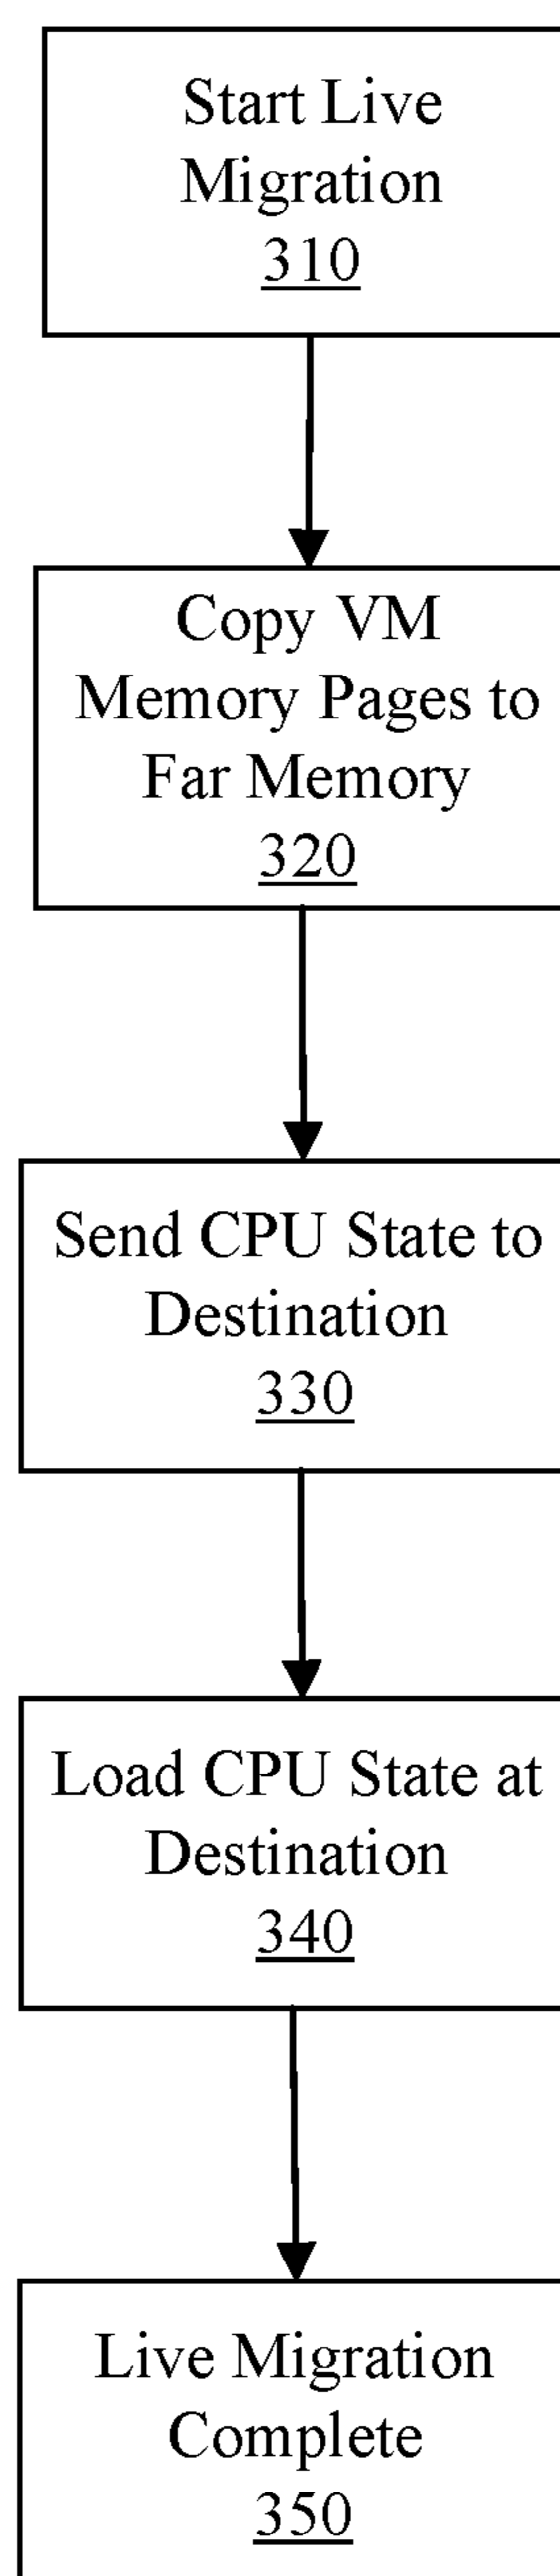 Start Live
Migration
310
Copy VM
Memory Pages to
Far Memory
320
Send CPU State to
Destination
330
Load CPU State at
Destination
340
Live Migration
Complete
350